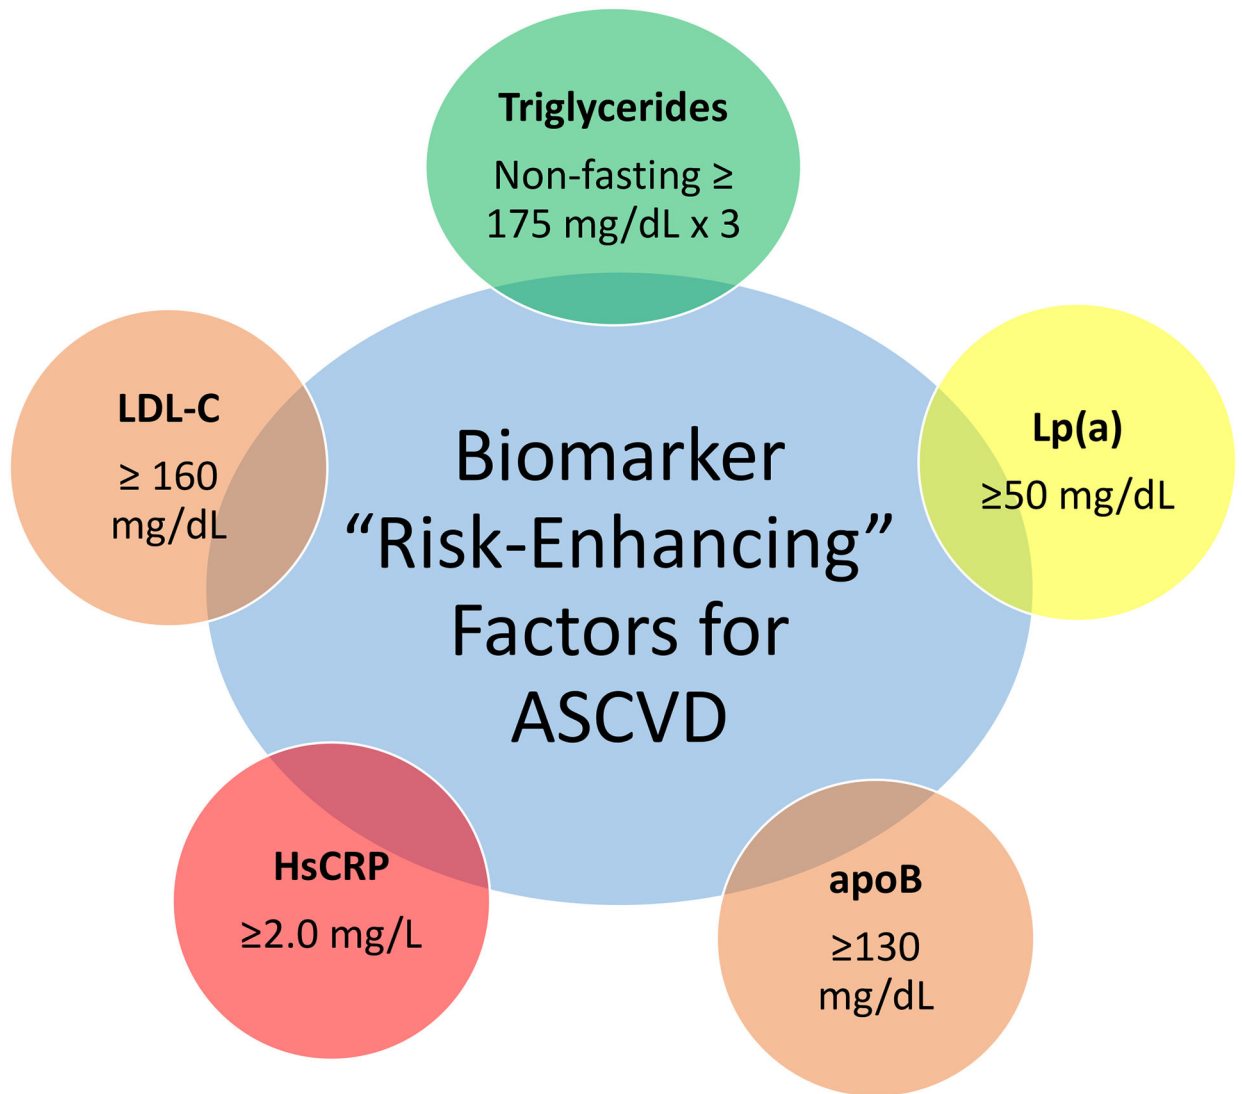 Triglycerides
Non-fasting ≥
175 mg/dL x 3
LDL-C
≥ 160
mg/dL
Lp(a)
≥50 mg/dL
Biomarker
“Risk-Enhancing”
Factors for
ASCVD
HsCRP
≥2.0 mg/L
apoB
≥130
mg/dL